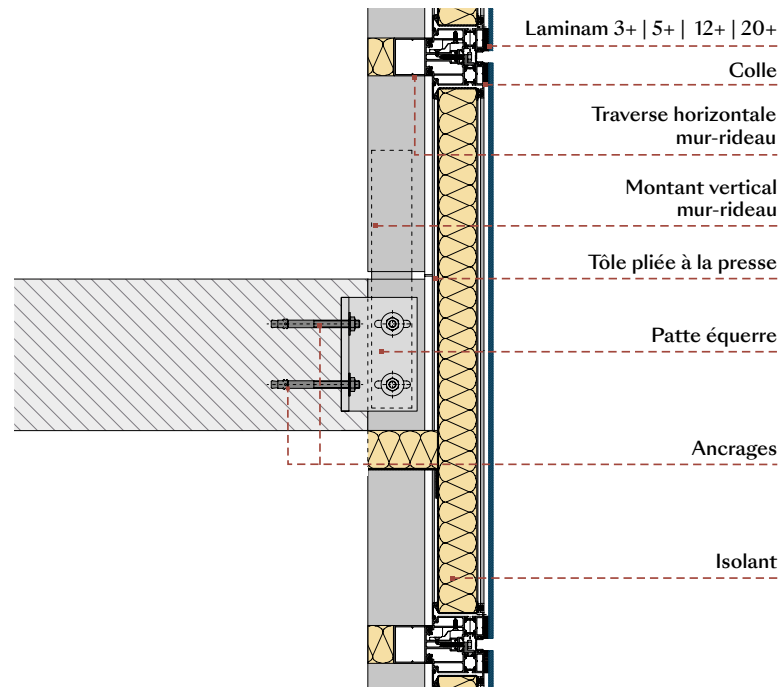 Laminam 3+ | 5+ | 12+ | 20+
Colle
Traverse horizontale
mur-rideau
Montant vertical
mur-rideau
Tôle pliée à la presse
Patte équerre
Ancrages
Isolant